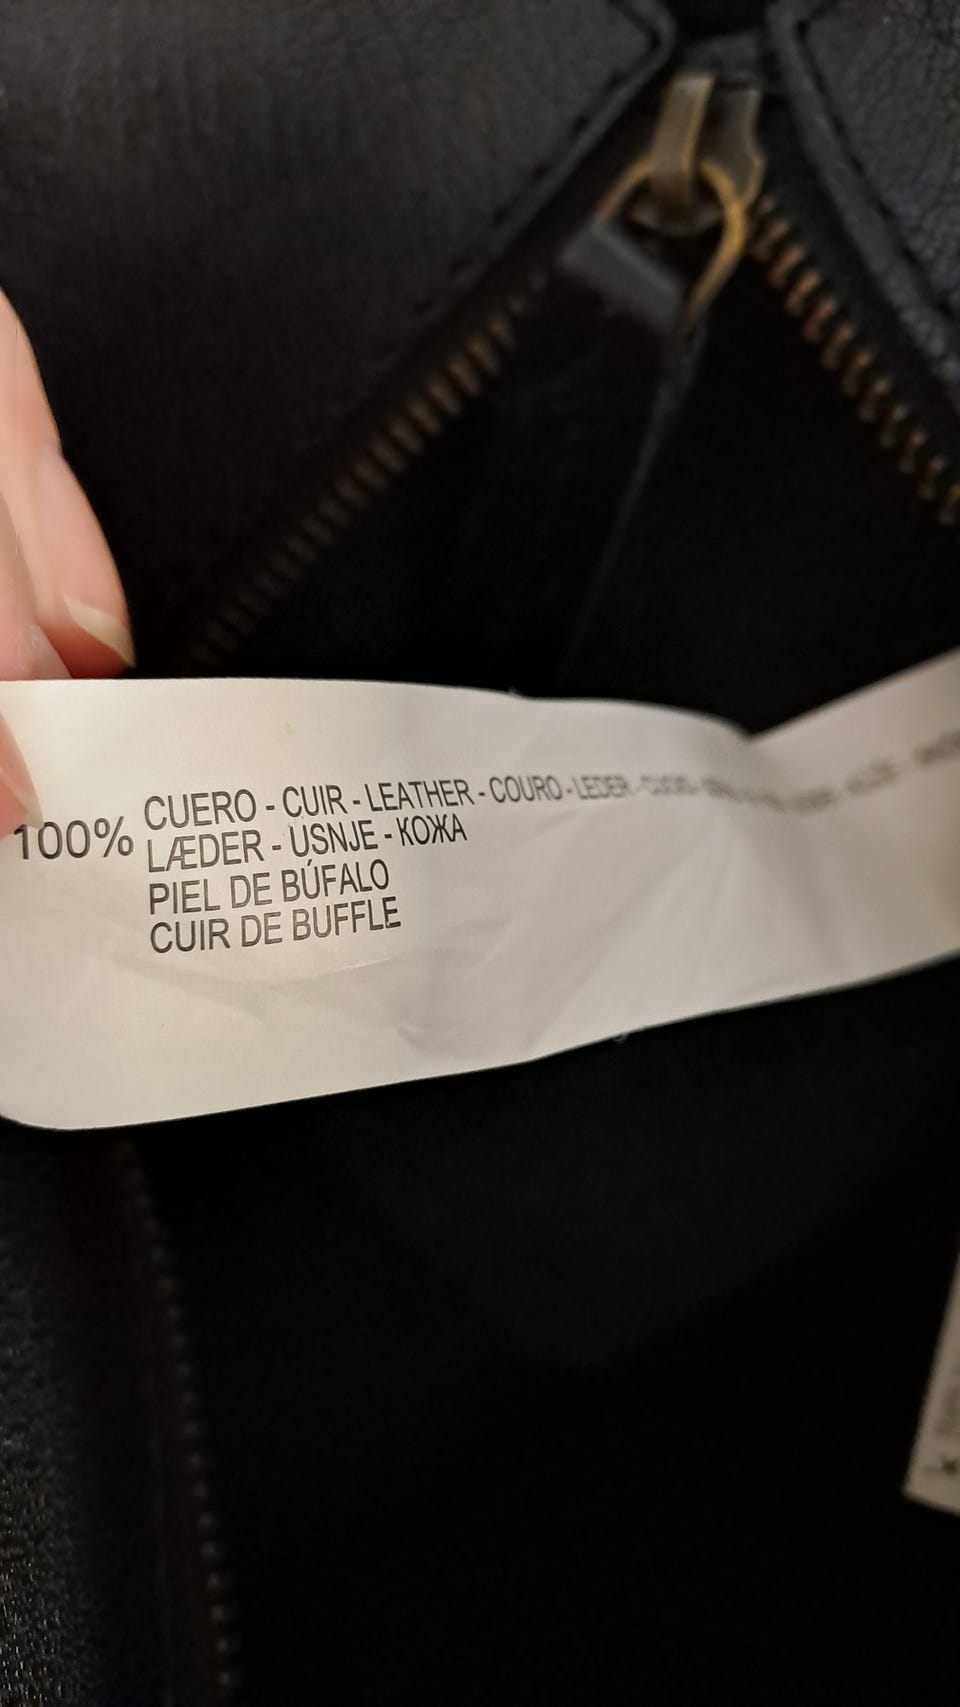 100% CUERO - CUIR - LEATHER - COURO - LEDER -
LÆDER - USNJE - КОЖА
PIEL DE BÚFALO
CUIR DE BUFFLE